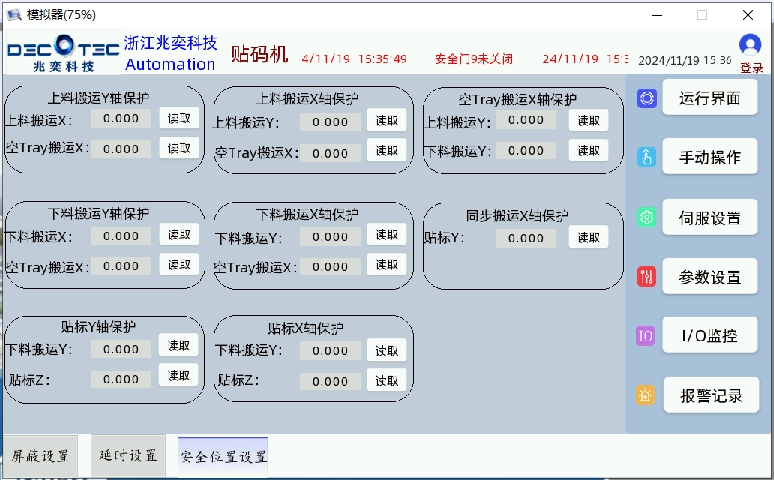 模拟器(75%)
DECOTEC
兆奕科技
浙江兆奕科技
Automation
贴码机
4/11/19 15:35:49
安全门9未关闭
24/11/19 15:3
2024/11/19 15:36
登录
上料搬运Y轴保护
上料搬运X: 0.000 读取
空Tray搬运X: 0.000 读取
上料搬运X轴保护
上料搬运Y: 0.000 读取
空Tray搬运X: 0.000 读取
空Tray搬运X轴保护
上料搬运Y: 0.000 读取
下料搬运Y: 0.000 读取
下料搬运Y轴保护
下料搬运X: 0.000 读取
空Tray搬运X: 0.000 读取
下料搬运X轴保护
下料搬运Y: 0.000 读取
空Tray搬运X: 0.000 读取
同步搬运X轴保护
贴标Y: 0.000 读取
贴标Y轴保护
下料搬运Y: 0.000 读取
贴标Z: 0.000 读取
贴标X轴保护
下料搬运Y: 0.000 读取
贴标Z: 0.000 读取
运行界面
手动操作
伺服设置
参数设置
IO
I/O监控
报警记录
屏蔽设置
延时设置
安全位置设置